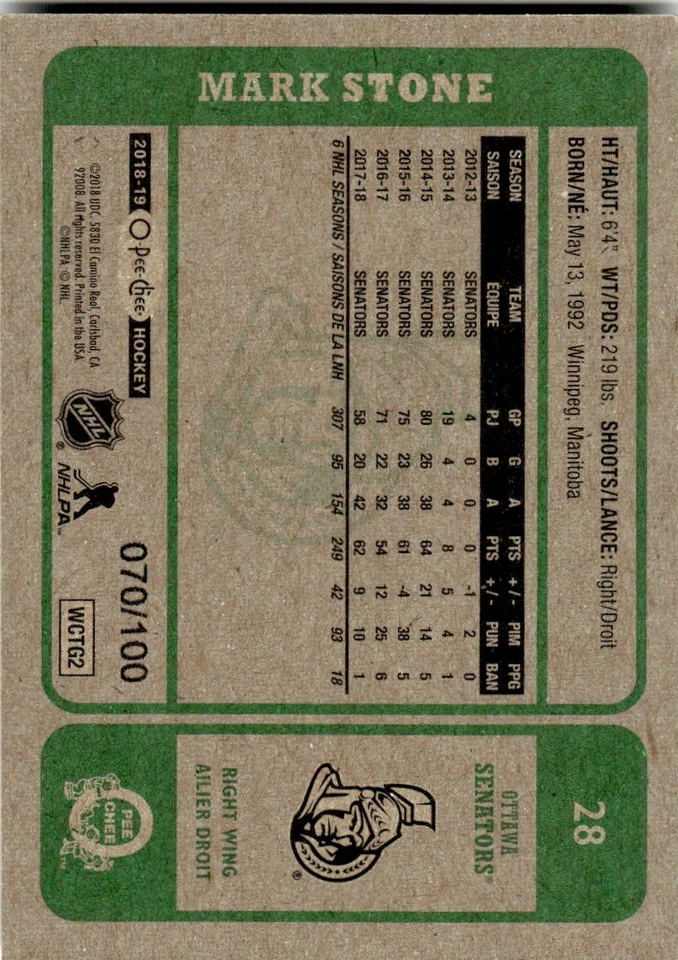 MARK STONE
HT/HAUT: 6'4" WT/PDS: 219 lbs. SHOOTS/LANCE: Right/Droit
BORN/NÉ: May 13, 1992 Winnipeg, Manitoba
SEASON TEAM GP G A PTS +/- PIM PPG
SAISON ÉQUIPE PJ B A PTS +/- PUN BAN
2012-13 SENATORS 4 0 0 0 -1 2 0
2013-14 SENATORS 19 4 4 8 5 4 1
2014-15 SENATORS 80 26 38 64 21 14 5
2015-16 SENATORS 75 23 38 61 -4 38 5
2016-17 SENATORS 71 22 32 54 12 25 6
2017-18 SENATORS 58 20 42 62 9 10 1
6 NHL SEASONS / SAISONS DE LA LNH 307 95 154 249 42 93 18
2018-19 O-Pee-Chee HOCKEY
©2018 UDC. 5830 El Camino Real, Carlsbad, CA
92008. All rights reserved. Printed in the USA.
©NHLPA © NHL.
NHL ®
NHLPA™
070/100
WCTG2
28
OTTAWA
SENATORS®
®
RIGHT WING
AILIER DROIT
O
PEE
CHEE
™